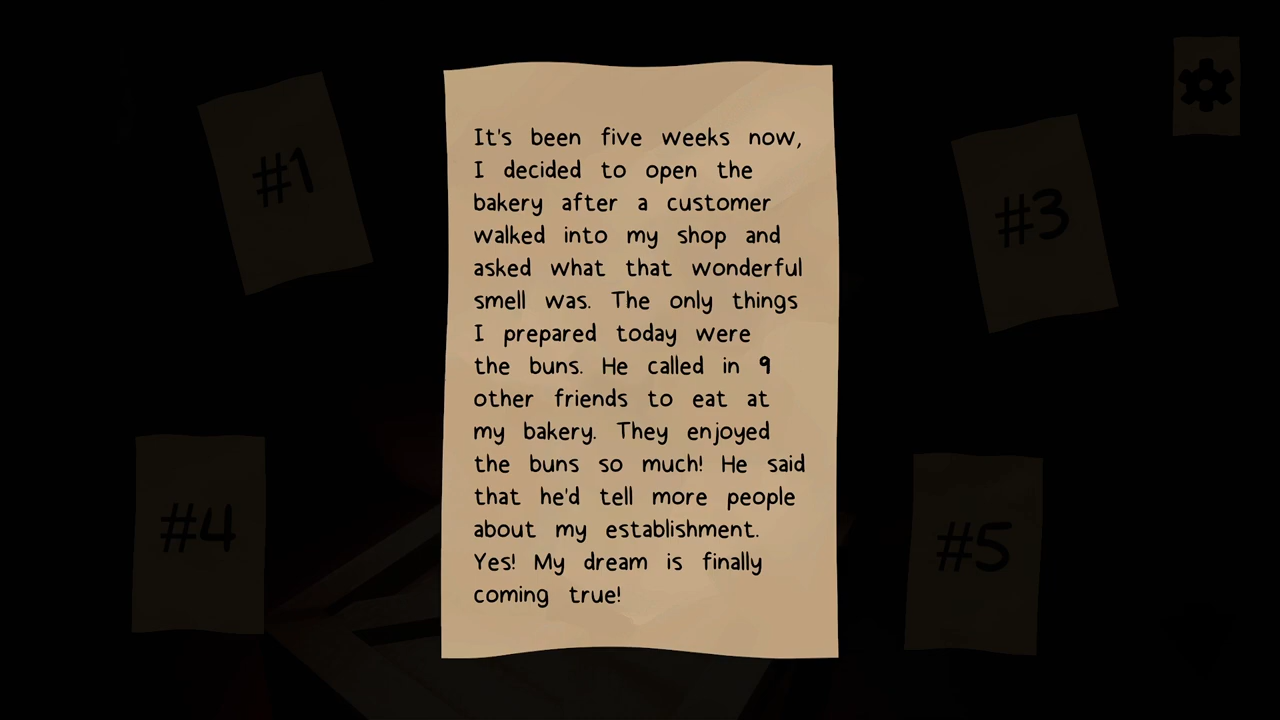 #1
#3
It's been five weeks now,
I decided to open the
bakery after a customer
walked into my shop and
asked what that wonderful
smell was. The only things
I prepared today were
the buns. He called in 9
other friends to eat at
my bakery. They enjoyed
the buns so much! He said
that he'd tell more people
about my establishment.
Yes! My dream is finally
coming true!
#4
#5